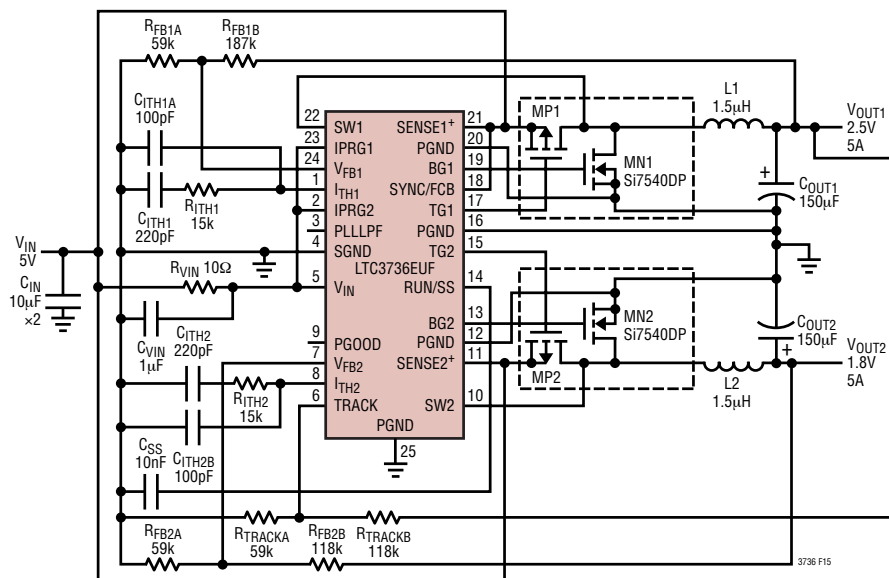 RFB1A
59k
RFB1B
187k
CITH1A
100pF
CITH1
220pF
RITH1
15k
VIN
5V
CIN
10µF
×2
RVIN 10Ω
CVIN
1µF
CITH2
220pF
RITH2
15k
CITH2B
100pF
CSS
10nF
RFB2A
59k
RTRACKA
59k
RFB2B
118k
RTRACKB
118k
22
23
24
1
2
3
4
5
9
7
8
6
SW1
IPRG1
VFB1
ITH1
IPRG2
PLLLPF
SGND
LTC3736EUF
VIN
PGOOD
VFB2
ITH2
TRACK
PGND
25
SENSE1+
PGND
BG1
SYNC/FCB
TG1
PGND
TG2
RUN/SS
BG2
PGND
SENSE2+
SW2
21
20
19
18
17
16
15
14
13
12
11
10
MP1
MN1
Si7540DP
MN2
Si7540DP
MP2
L1
1.5µH
VOUT1
2.5V
5A
+
COUT1
150µF
COUT2
150µF
+
VOUT2
1.8V
5A
L2
1.5µH
3736 F15